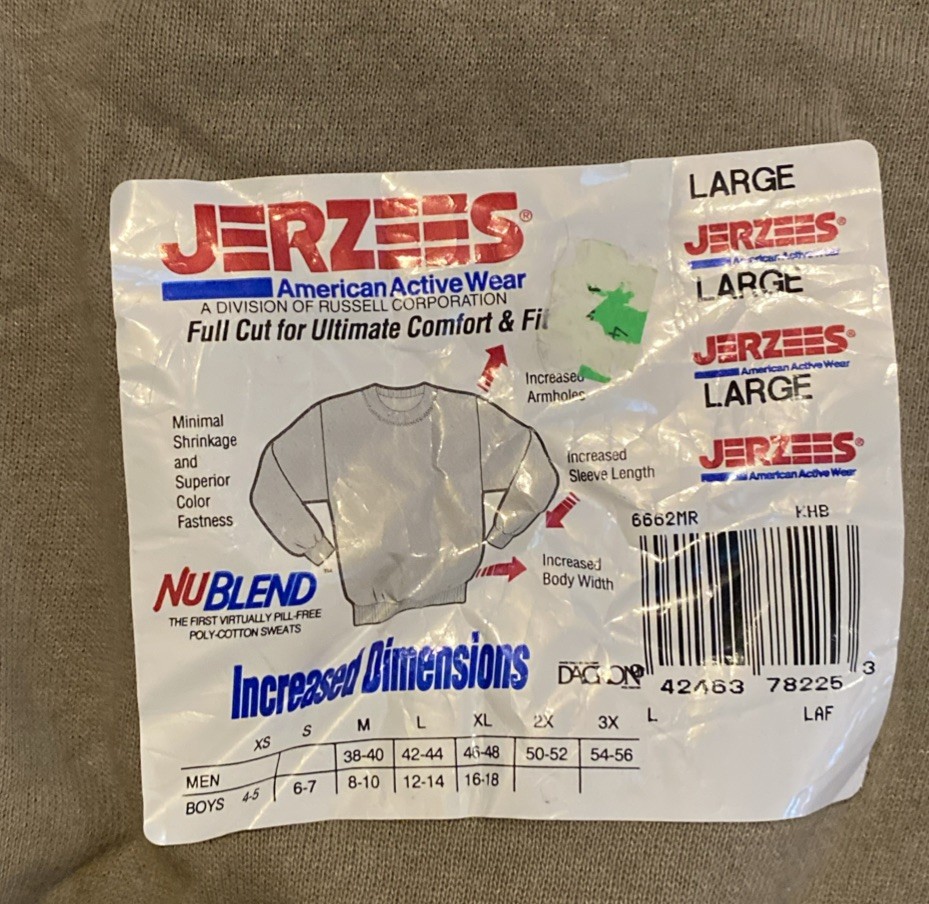 JERZEES®
American Active Wear
A DIVISION OF RUSSELL CORPORATION
Full Cut for Ultimate Comfort & Fit
Increased
Armholes
Minimal
Shrinkage
and
Superior
Color
Fastness
Increased
Sleeve Length
Increased
Body Width
NUBLEND™
THE FIRST VIRTUALLY PILL-FREE
POLY-COTTON SWEATS
Increased Dimensions
XS S M L XL 2X 3X
MEN 38-40 42-44 46-48 50-52 54-56
BOYS 4-5 6-7 8-10 12-14 16-18
LARGE
JERZEES®
American Active Wear
LARGE
JERZEES®
American Active Wear
LARGE
JERZEES®
American Active Wear
6662MR KHB
42463 78225 3
L LAF